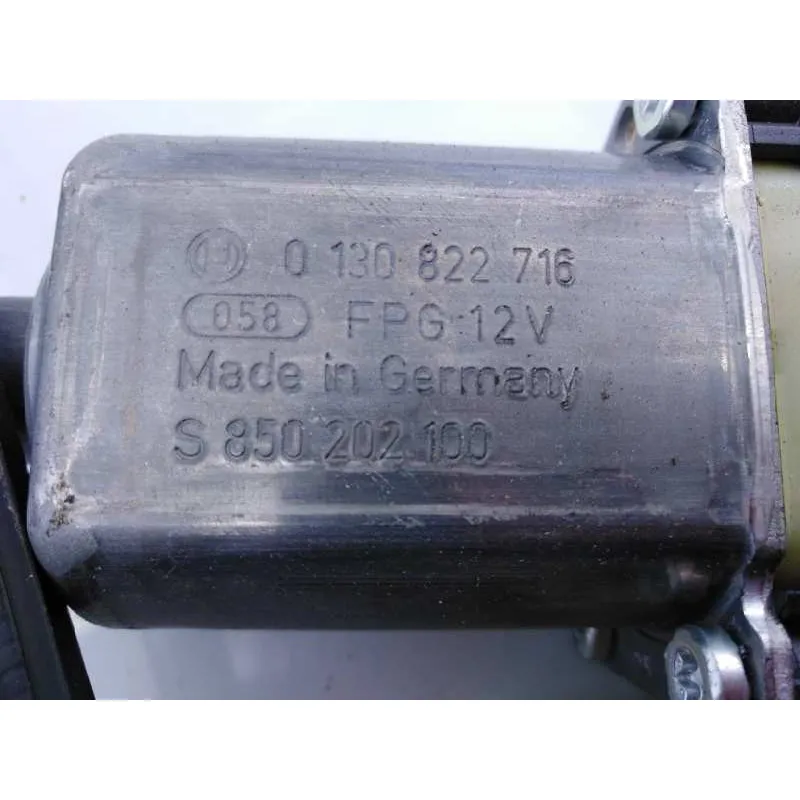 0 130 822 716
058 FPG 12V
Made in Germany
S 850 202 100